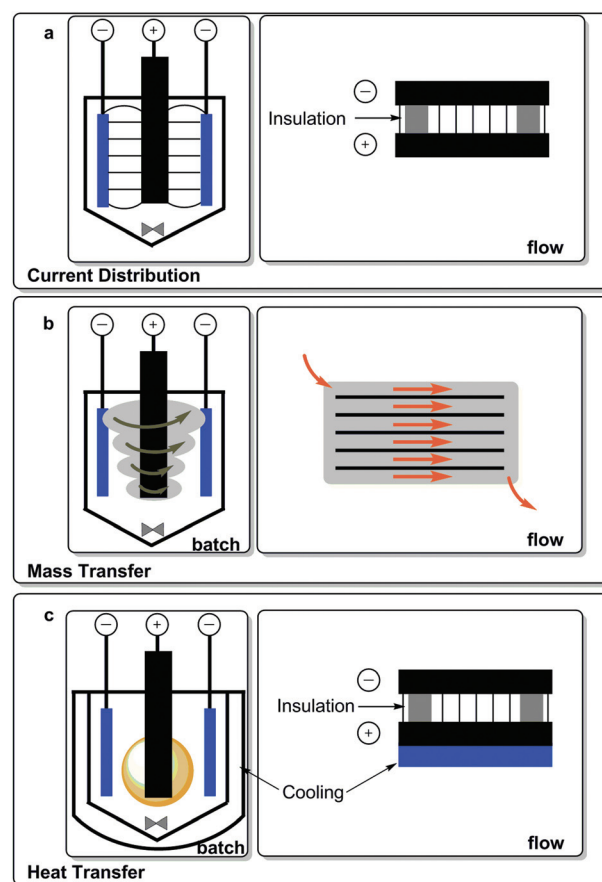 a
− + −
−
Insulation
+
flow
Current Distribution
b
− + −
batch
flow
Mass Transfer
c
− + −
−
Insulation
+
Cooling
batch
flow
Heat Transfer